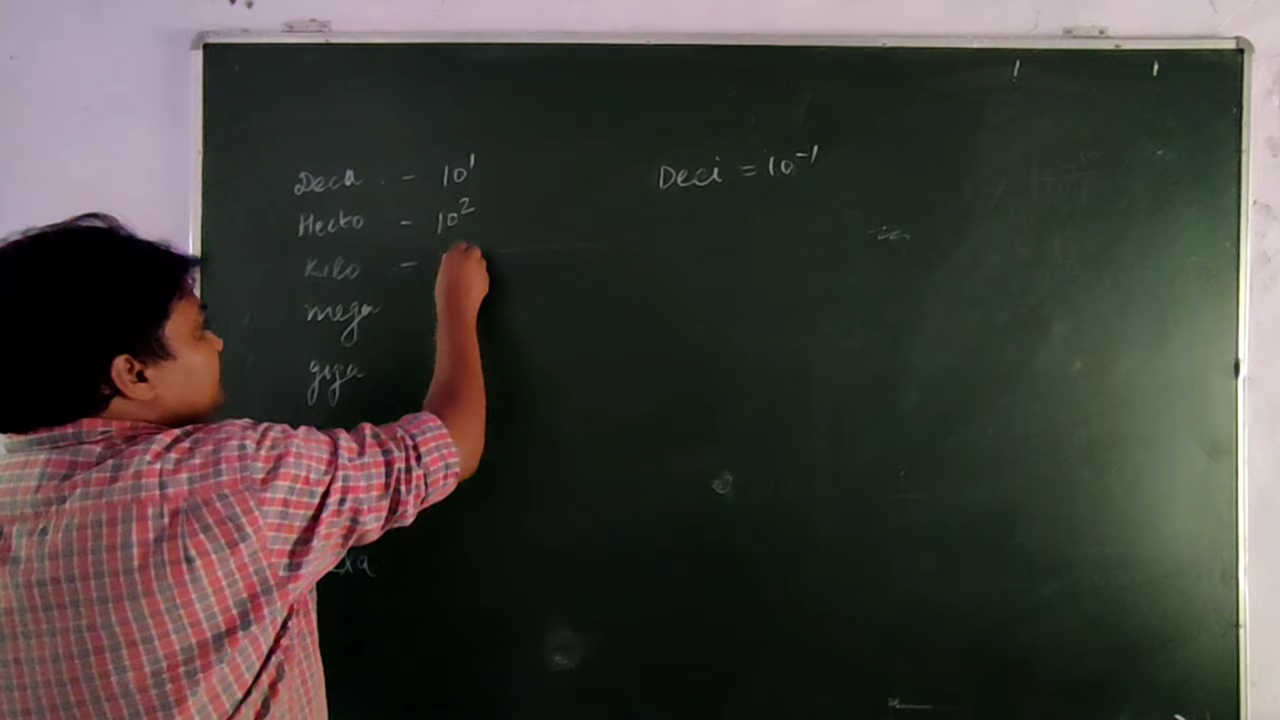 Deca - 10¹
Hecto - 10²
Kilo -
mega
giga
Deci = 10⁻¹